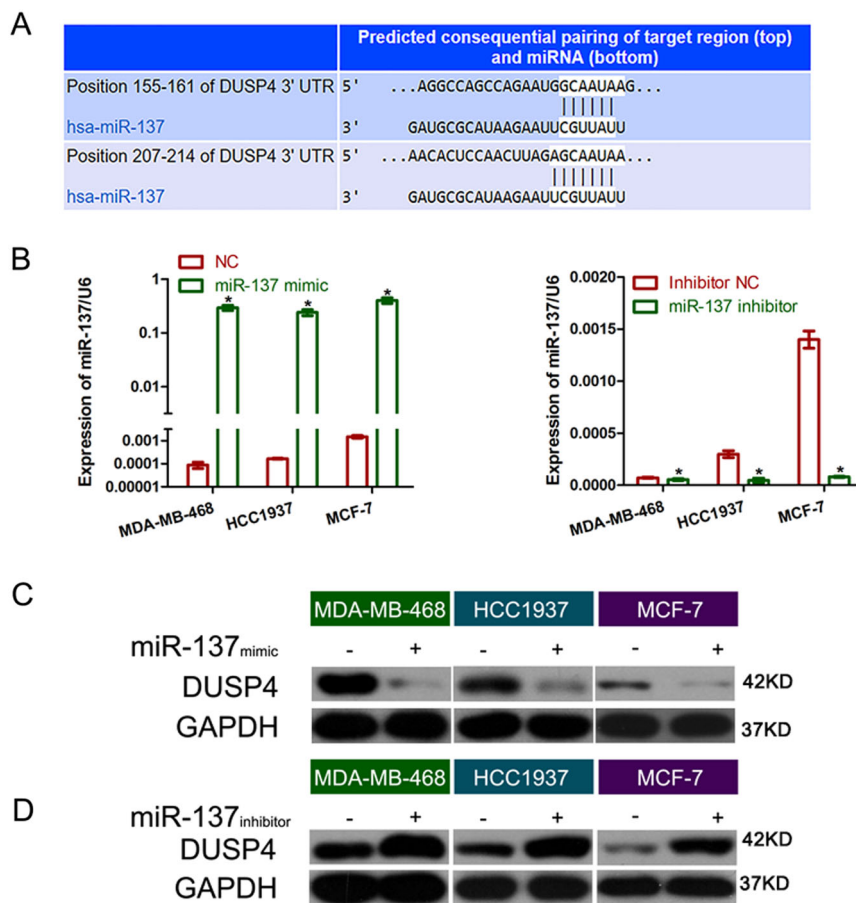 A
Predicted consequential pairing of target region (top)
and miRNA (bottom)
Position 155-161 of DUSP4 3' UTR 5' ...AGGCCAGCCAGAAUGGCAAUAAG...
||||||
hsa-miR-137 3' GAUGCGCAUAAGAAUUCGUUAUU
Position 207-214 of DUSP4 3' UTR 5' ...AACACUCCAACUUAGAGCAAUAA...
|||||||
hsa-miR-137 3' GAUGCGCAUAAGAAUUCGUUAUU
B
NC
miR-137 mimic
Expression of miR-137/U6
1
0.1
0.01
0.001
0.0001
0.00001
* * *
MDA-MB-468 HCC1937 MCF-7
Inhibitor NC
miR-137 inhibitor
Expression of miR-137/U6
0.0020
0.0015
0.0010
0.0005
0.0000
* * *
MDA-MB-468 HCC1937 MCF-7
C
MDA-MB-468 HCC1937 MCF-7
miR-137mimic - + - + - +
DUSP4 42KD
GAPDH 37KD
D
MDA-MB-468 HCC1937 MCF-7
miR-137inhibitor - + - + - +
DUSP4 42KD
GAPDH 37KD